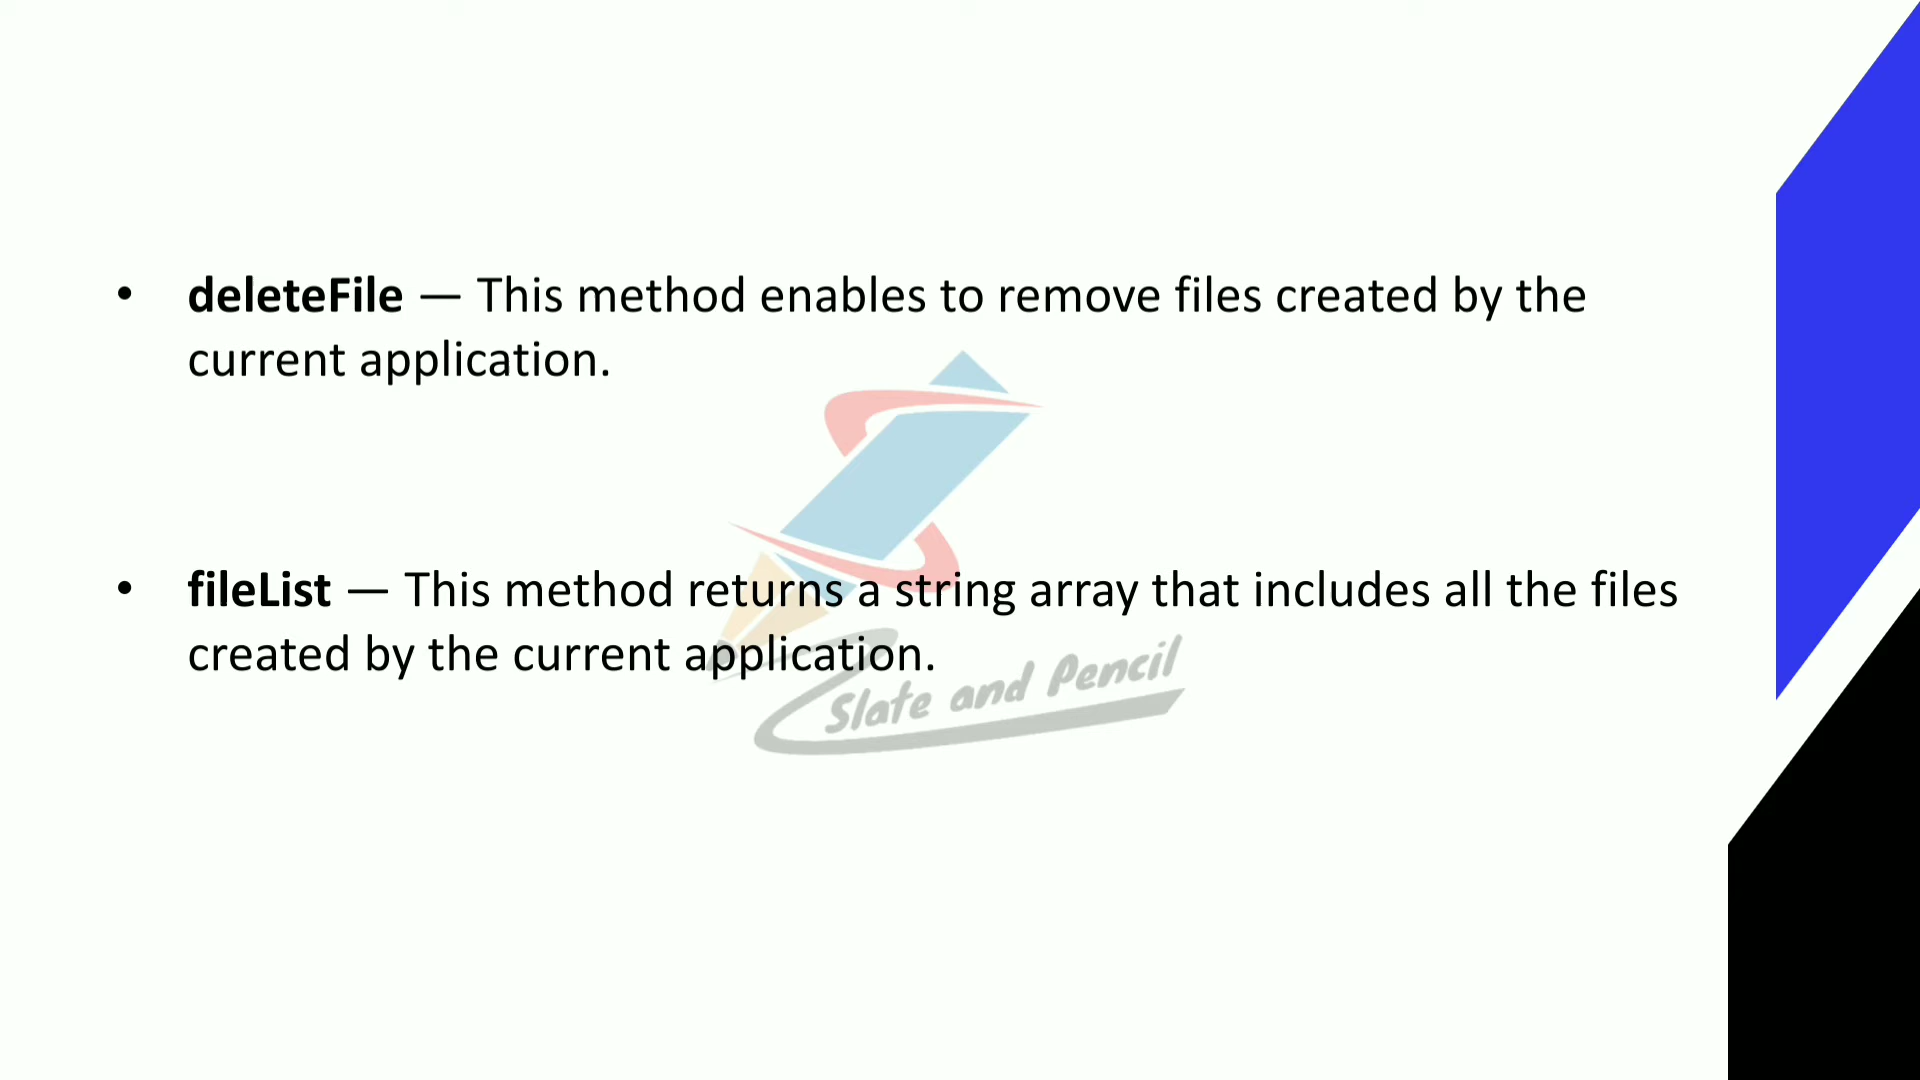 • deleteFile — This method enables to remove files created by the
current application.
• fileList — This method returns a string array that includes all the files
created by the current application.
Slate and Pencil